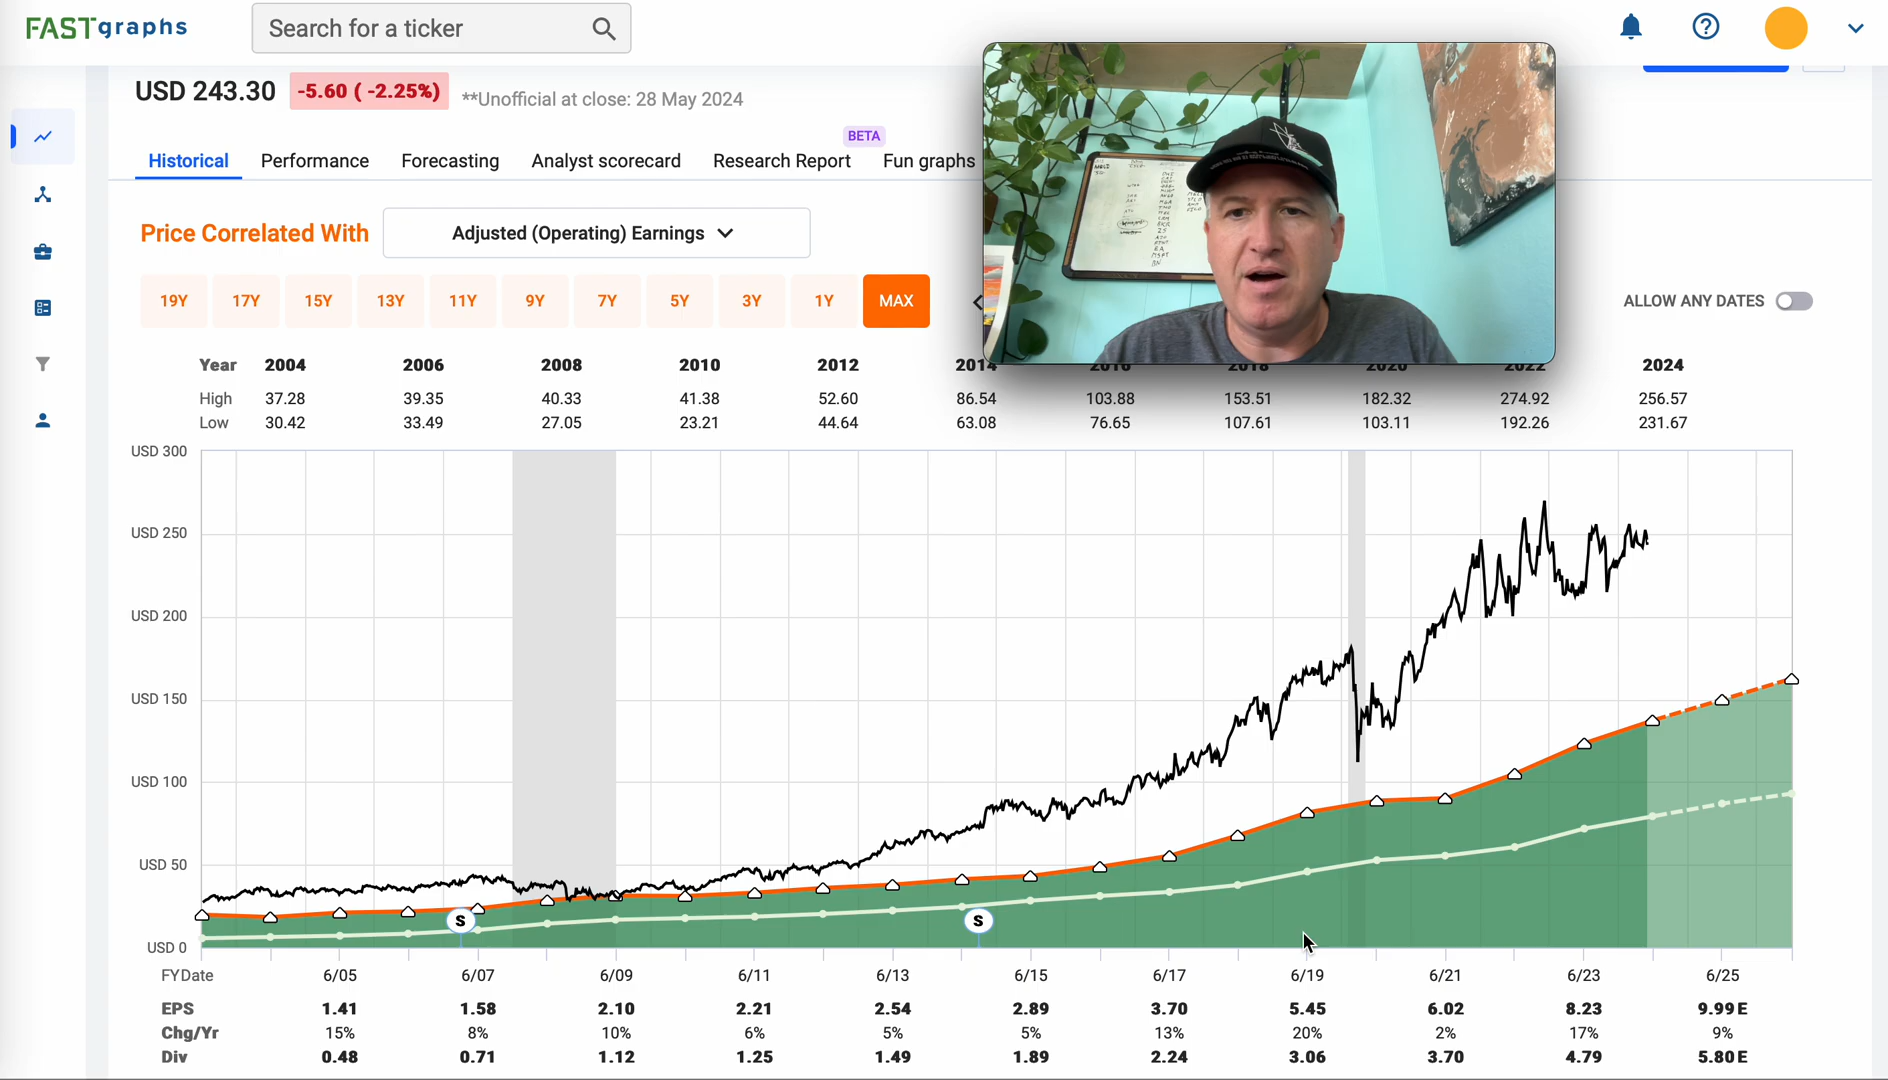 FASTgraphs
Search for a ticker
USD 243.30
-5.60 ( -2.25%)
**Unofficial at close: 28 May 2024
BETA
Historical
Performance
Forecasting
Analyst scorecard
Research Report
Fun graphs
Price Correlated With
Adjusted (Operating) Earnings
19Y 17Y 15Y 13Y 11Y 9Y 7Y 5Y 3Y 1Y MAX
ALLOW ANY DATES
Year 2004 2006 2008 2010 2012 2014 2016 2018 2020 2022 2024
High 37.28 39.35 40.33 41.38 52.60 86.54 103.88 153.51 182.32 274.92 256.57
Low 30.42 33.49 27.05 23.21 44.64 63.08 76.65 107.61 103.11 192.26 231.67
USD 300
USD 250
USD 200
USD 150
USD 100
USD 50
USD 0
S
S
FYDate 6/05 6/07 6/09 6/11 6/13 6/15 6/17 6/19 6/21 6/23 6/25
EPS 1.41 1.58 2.10 2.21 2.54 2.89 3.70 5.45 6.02 8.23 9.99E
Chg/Yr 15% 8% 10% 6% 5% 5% 13% 20% 2% 17% 9%
Div 0.48 0.71 1.12 1.25 1.49 1.89 2.24 3.06 3.70 4.79 5.80E